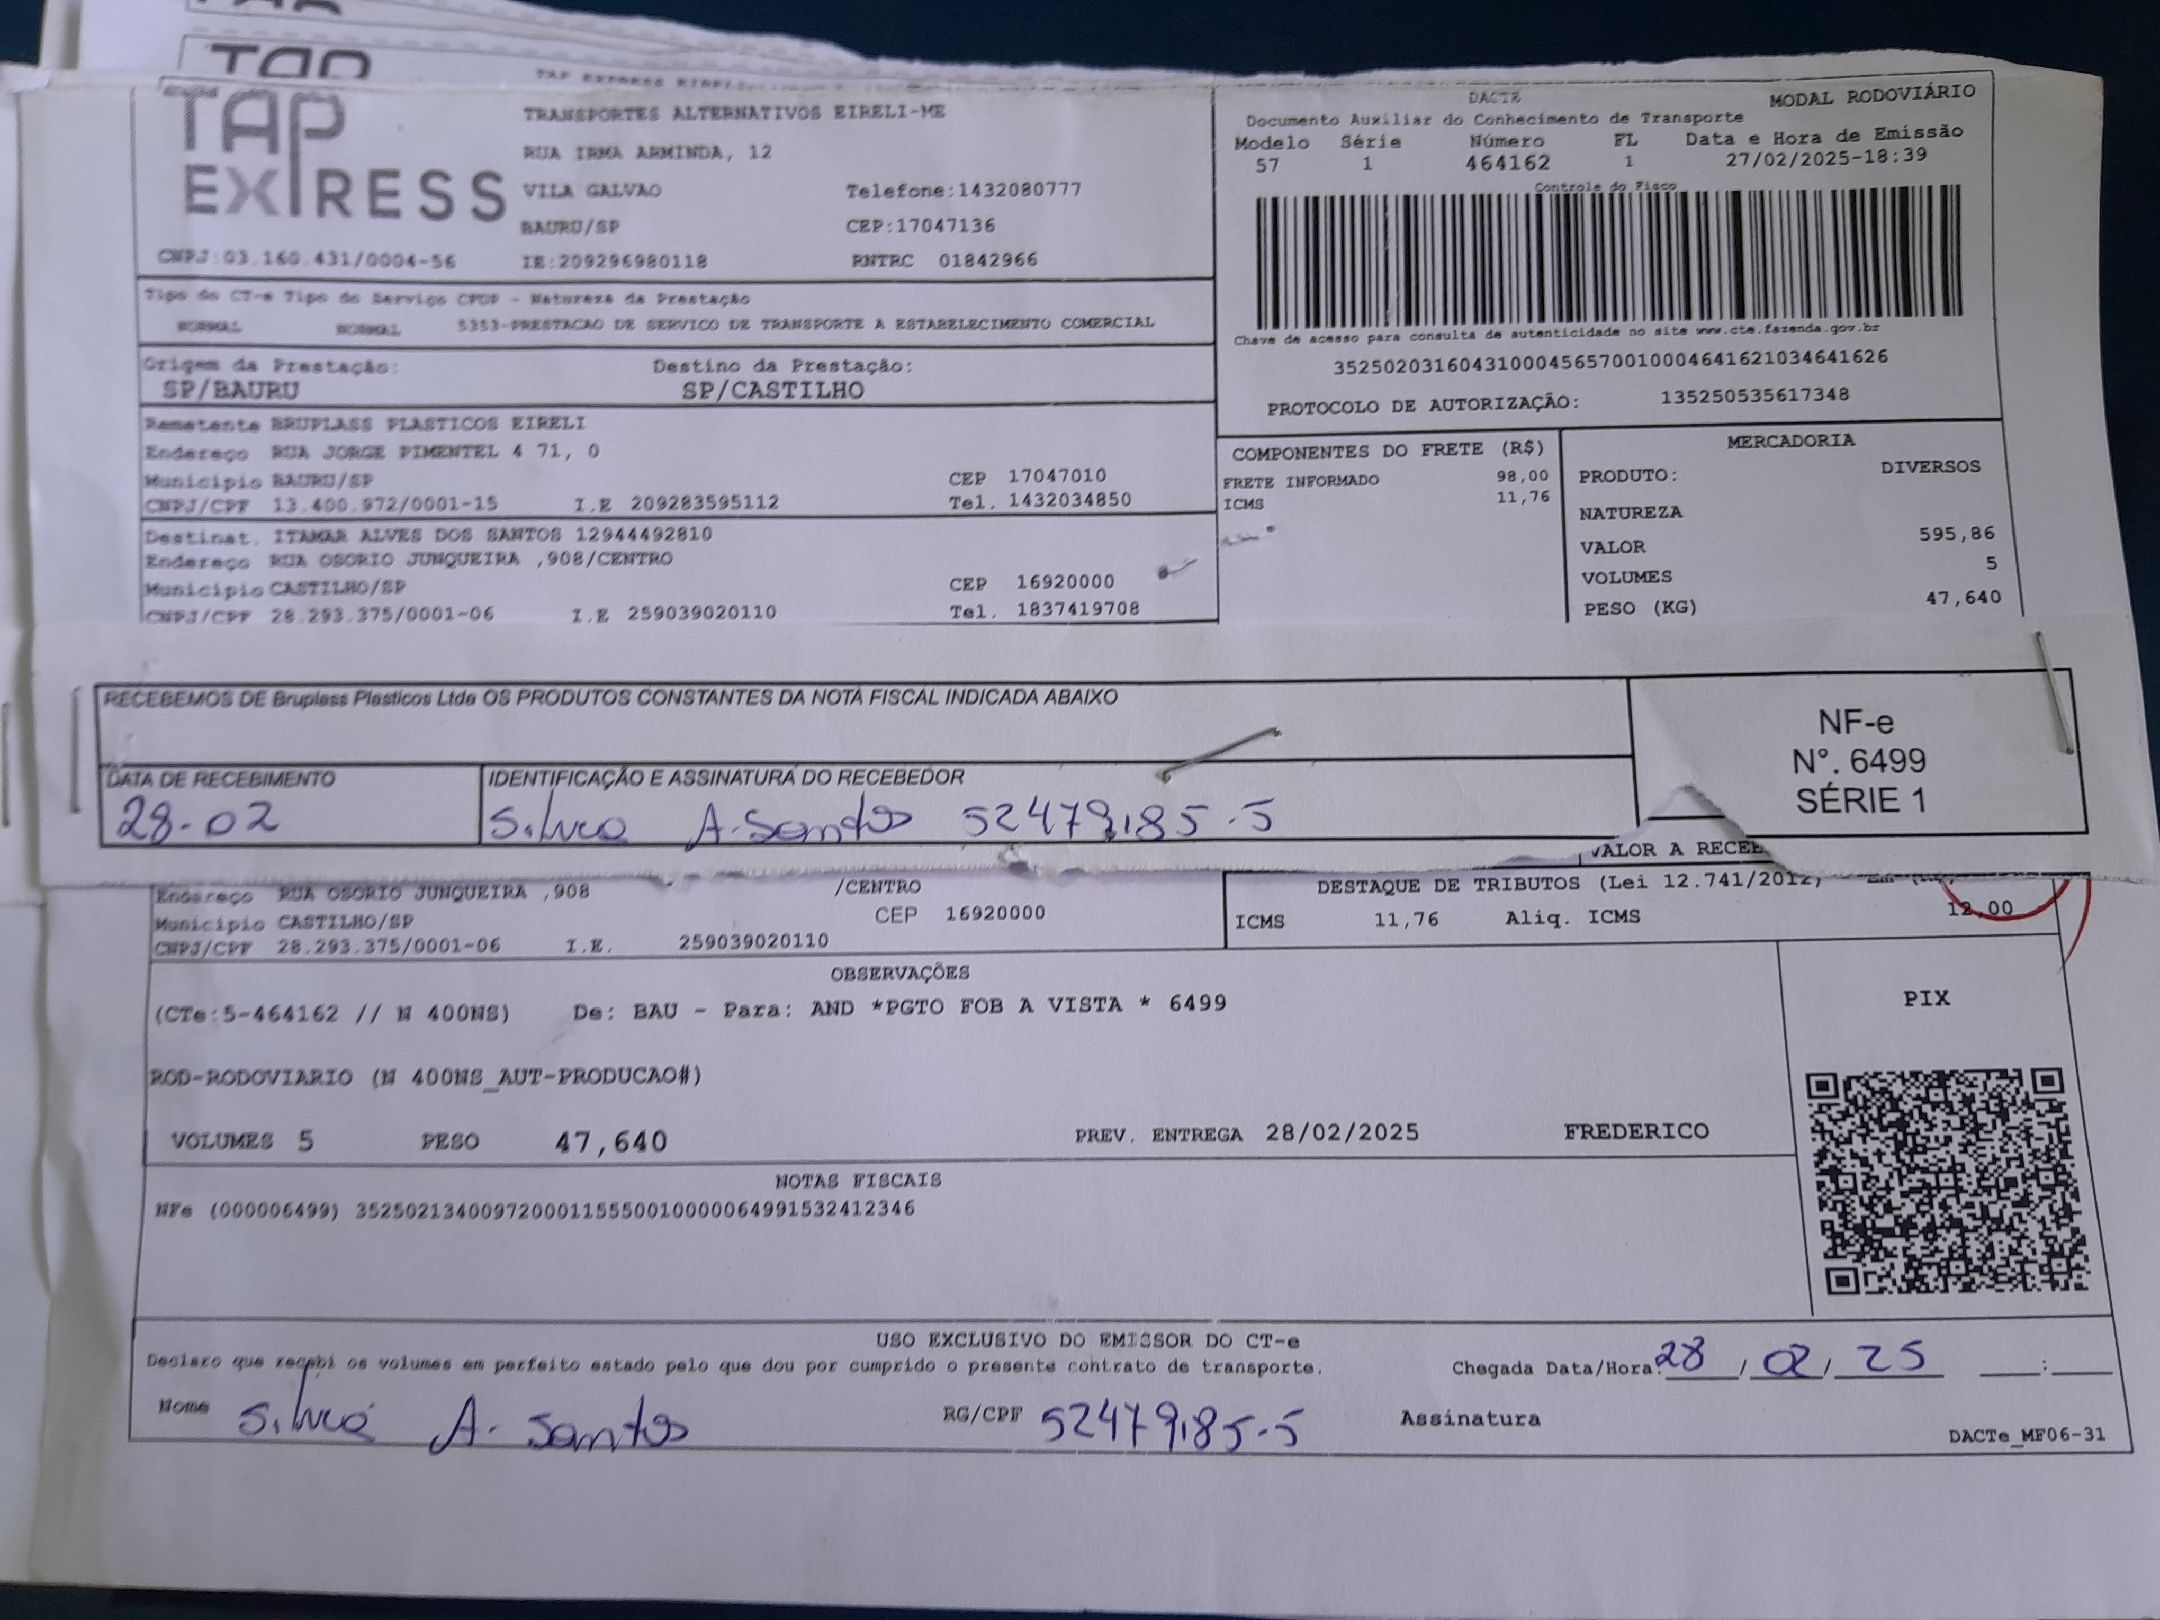 TAP
TAP
EXPRESS
TRANSPORTES ALTERNATIVOS EIRELI-ME
RUA IRMA ARMINDA, 12
VILA GALVAO Telefone:1432080777
BAURU/SP CEP:17047136
CNPJ:03.160.431/0004-56 IE:209296980118 RNTRC 01842966
DACTE MODAL RODOVIÁRIO
Documento Auxiliar do Conhecimento de Transporte
Modelo Série Número FL Data e Hora de Emissão
57 1 464162 1 27/02/2025-18:39
Controle do Fisco
Chave de acesso para consulta de autenticidade no site www.cte.fazenda.gov.br
35250203160431000456570010004641621034641626
PROTOCOLO DE AUTORIZAÇÃO: 135250535617348
Tipo do CT-e Tipo do Serviço CFOP - Natureza da Prestação
NORMAL NORMAL 5353-PRESTACAO DE SERVICO DE TRANSPORTE A ESTABELECIMENTO COMERCIAL
Origem da Prestação: Destino da Prestação:
SP/BAURU SP/CASTILHO
Remetente BRUPLASS PLASTICOS EIRELI
Endereço RUA JORGE PIMENTEL 4 71, 0
Municipio BAURU/SP CEP 17047010
CNPJ/CPF 13.400.972/0001-15 I.E 209283595112 Tel. 1432034850
Destinat. ITAMAR ALVES DOS SANTOS 12944492810
Endereço RUA OSORIO JUNQUEIRA ,908/CENTRO
Municipio CASTILHO/SP CEP 16920000
CNPJ/CPF 28.293.375/0001-06 I.E 259039020110 Tel. 1837419708
COMPONENTES DO FRETE (R$)
FRETE INFORMADO 98,00
ICMS 11,76
MERCADORIA
PRODUTO: DIVERSOS
NATUREZA
VALOR 595,86
VOLUMES 5
PESO (KG) 47,640
RECEBEMOS DE Bruplass Plasticos Ltda OS PRODUTOS CONSTANTES DA NOTA FISCAL INDICADA ABAIXO
DATA DE RECEBIMENTO IDENTIFICAÇÃO E ASSINATURA DO RECEBEDOR
28-02 Silvia A. Santos 52479.185-5
NF-e
Nº. 6499
SÉRIE 1
VALOR A RECEB
Endereço RUA OSORIO JUNQUEIRA ,908 /CENTRO
Municipio CASTILHO/SP CEP 16920000
CNPJ/CPF 28.293.375/0001-06 I.E. 259039020110
DESTAQUE DE TRIBUTOS (Lei 12.741/2012)
ICMS 11,76 Aliq. ICMS 12,00
OBSERVAÇÕES
(CTe:5-464162 // N 400NS) De: BAU - Para: AND *PGTO FOB A VISTA * 6499
ROD-RODOVIARIO (N 400NS_AUT-PRODUCAO#)
VOLUMES 5 PESO 47,640 PREV. ENTREGA 28/02/2025 FREDERICO
PIX
NOTAS FISCAIS
NFe (000006499) 35250213400972000115550010000064991532412346
USO EXCLUSIVO DO EMISSOR DO CT-e
Declaro que recebi os volumes em perfeito estado pelo que dou por cumprido o presente contrato de transporte. Chegada Data/Hora:28/02/25 __:__
Nome Silvia A. Santos RG/CPF 52479.185-5 Assinatura
DACTe_MF06-31